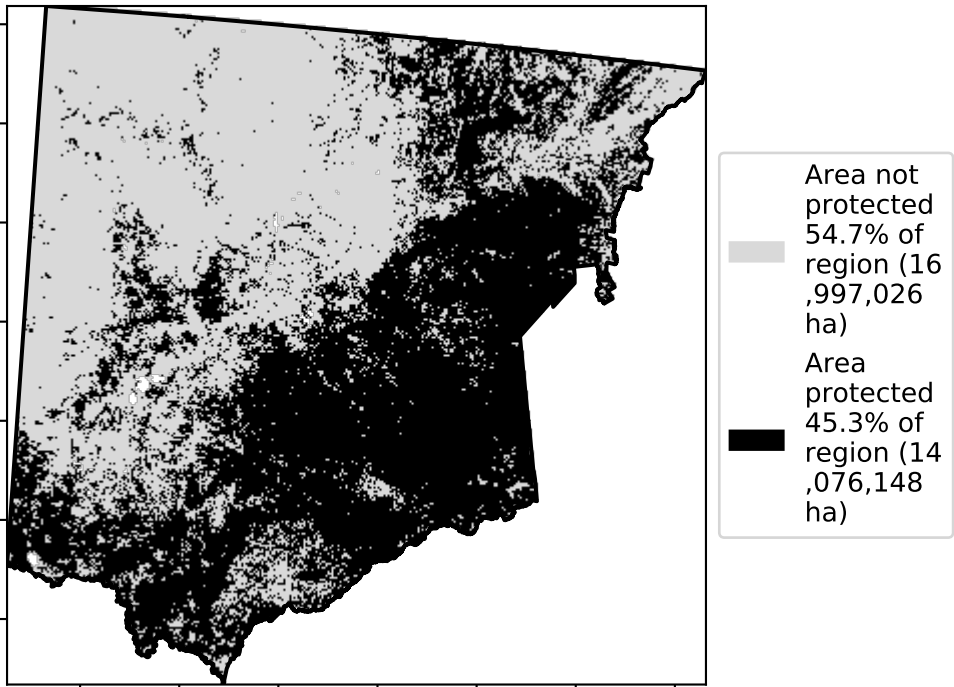 Area not
protected
54.7% of
region (16
,997,026
ha)
Area
protected
45.3% of
region (14
,076,148
ha)